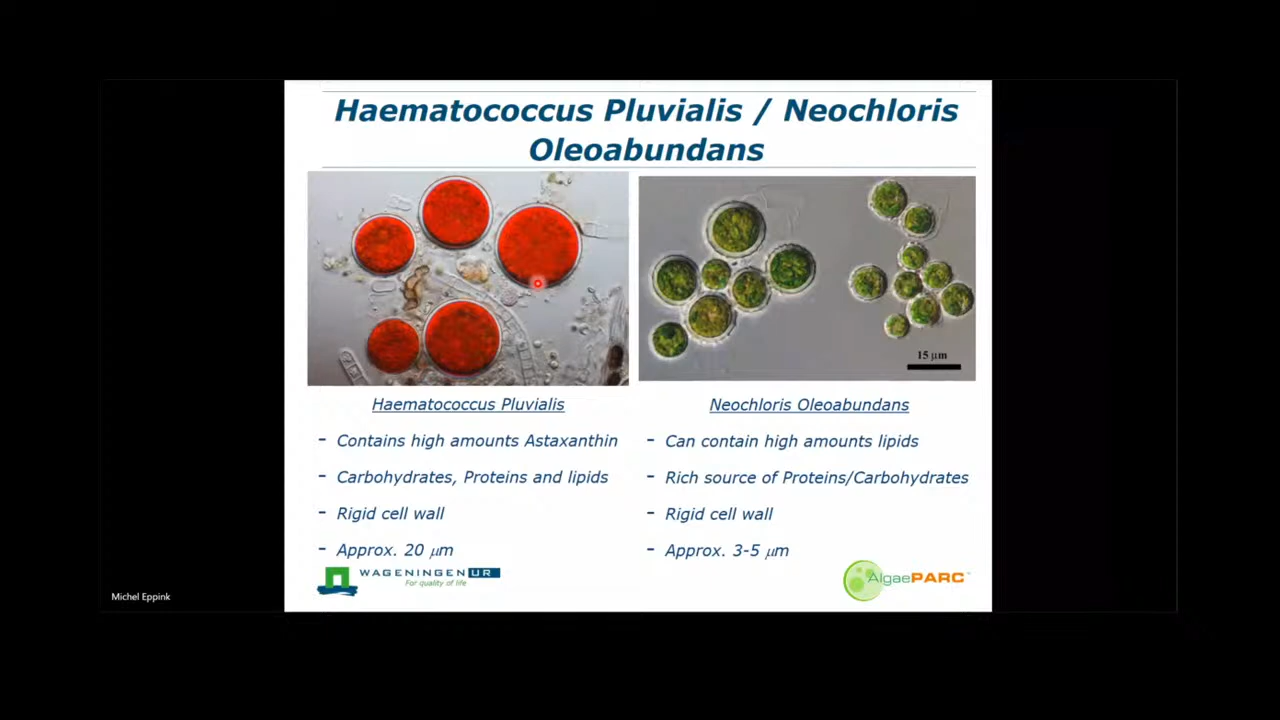 Haematococcus Pluvialis / Neochloris
Oleoabundans
15 μm
Haematococcus Pluvialis
- Contains high amounts Astaxanthin
- Carbohydrates, Proteins and lipids
- Rigid cell wall
- Approx. 20 μm
Neochloris Oleoabundans
- Can contain high amounts lipids
- Rich source of Proteins/Carbohydrates
- Rigid cell wall
- Approx. 3-5 μm
WAGENINGEN UR
For quality of life
AlgaePARC™
Michel Eppink